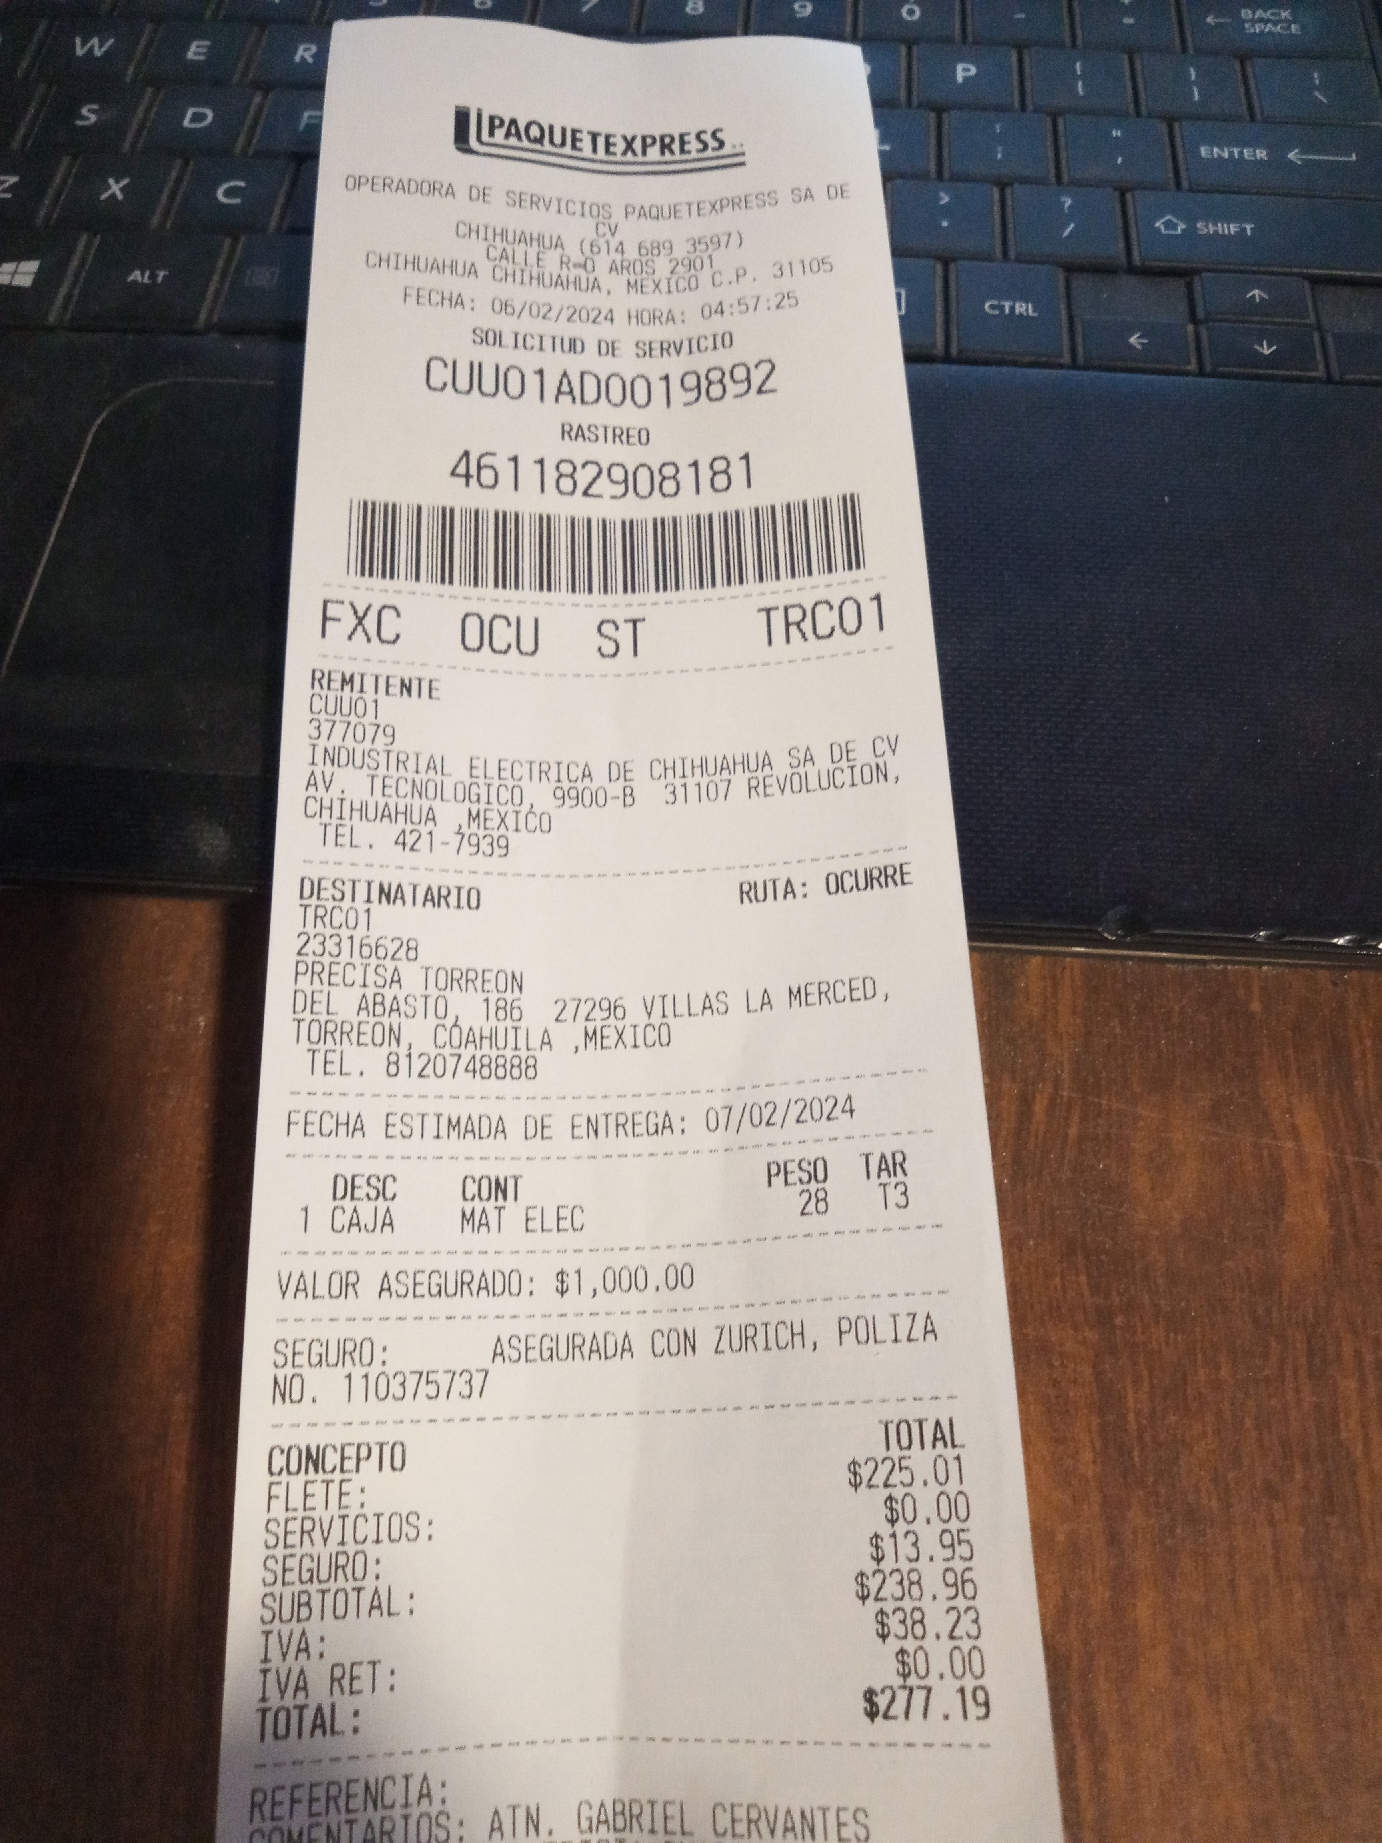 PAQUETEXPRESS
OPERADORA DE SERVICIOS PAQUETEXPRESS SA DE
CV
CHIHUAHUA (614 689 3597)
CALLE R=O AROS 2901
CHIHUAHUA CHIHUAHUA, MEXICO C.P. 31105
FECHA: 06/02/2024 HORA: 04:57:25
SOLICITUD DE SERVICIO
CUU01AD0019892
RASTREO
461182908181
FXC OCU ST TRC01
REMITENTE
CUU01
377079
INDUSTRIAL ELECTRICA DE CHIHUAHUA SA DE CV
AV. TECNOLOGICO, 9900-B 31107 REVOLUCION,
CHIHUAHUA ,MEXICO
TEL. 421-7939
DESTINATARIO RUTA: OCURRE
TRC01
23316628
PRECISA TORREON
DEL ABASTO, 186 27296 VILLAS LA MERCED,
TORREON, COAHUILA ,MEXICO
TEL. 8120748888
FECHA ESTIMADA DE ENTREGA: 07/02/2024
DESC CONT PESO TAR
1 CAJA MAT ELEC 28 T3
VALOR ASEGURADO: $1,000.00
SEGURO: ASEGURADA CON ZURICH, POLIZA
NO. 110375737
CONCEPTO TOTAL
FLETE: $225.01
SERVICIOS: $0.00
SEGURO: $13.95
SUBTOTAL: $238.96
IVA: $38.23
IVA RET: $0.00
TOTAL: $277.19
REFERENCIA:
COMENTARIOS: ATN. GABRIEL CERVANTES
7 8 9 0 - BACK SPACE
W E R P { [ } ]
S D F : ; " ' ENTER
Z X C > . ? / SHIFT
ALT CTRL